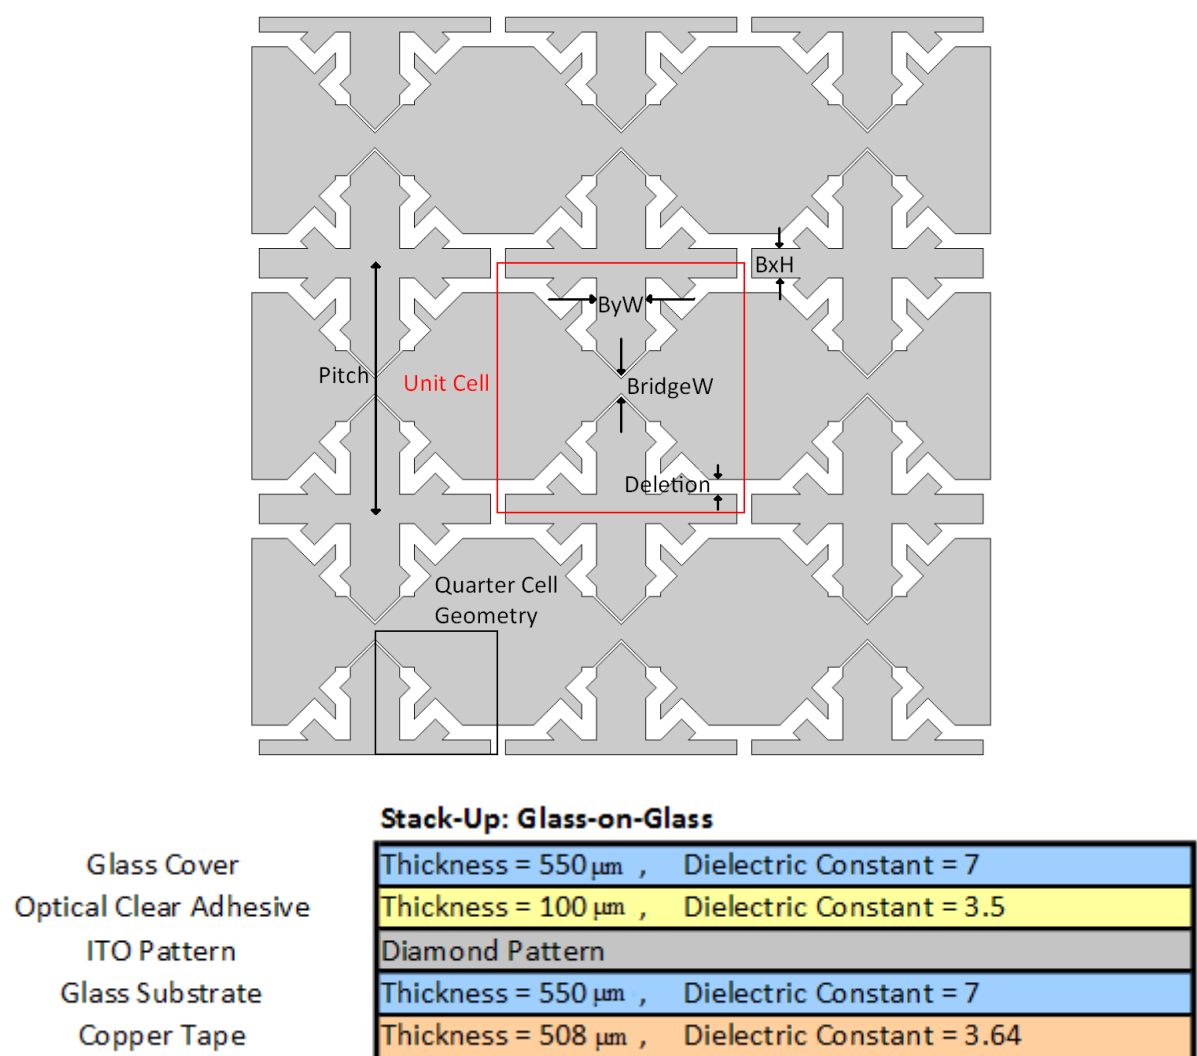 BxH
ByW
Pitch
Unit Cell
BridgeW
Deletion
Quarter Cell
Geometry
Stack-Up: Glass-on-Glass
Glass Cover Thickness = 550 μm , Dielectric Constant = 7
Optical Clear Adhesive Thickness = 100 μm , Dielectric Constant = 3.5
ITO Pattern Diamond Pattern
Glass Substrate Thickness = 550 μm , Dielectric Constant = 7
Copper Tape Thickness = 508 μm , Dielectric Constant = 3.64